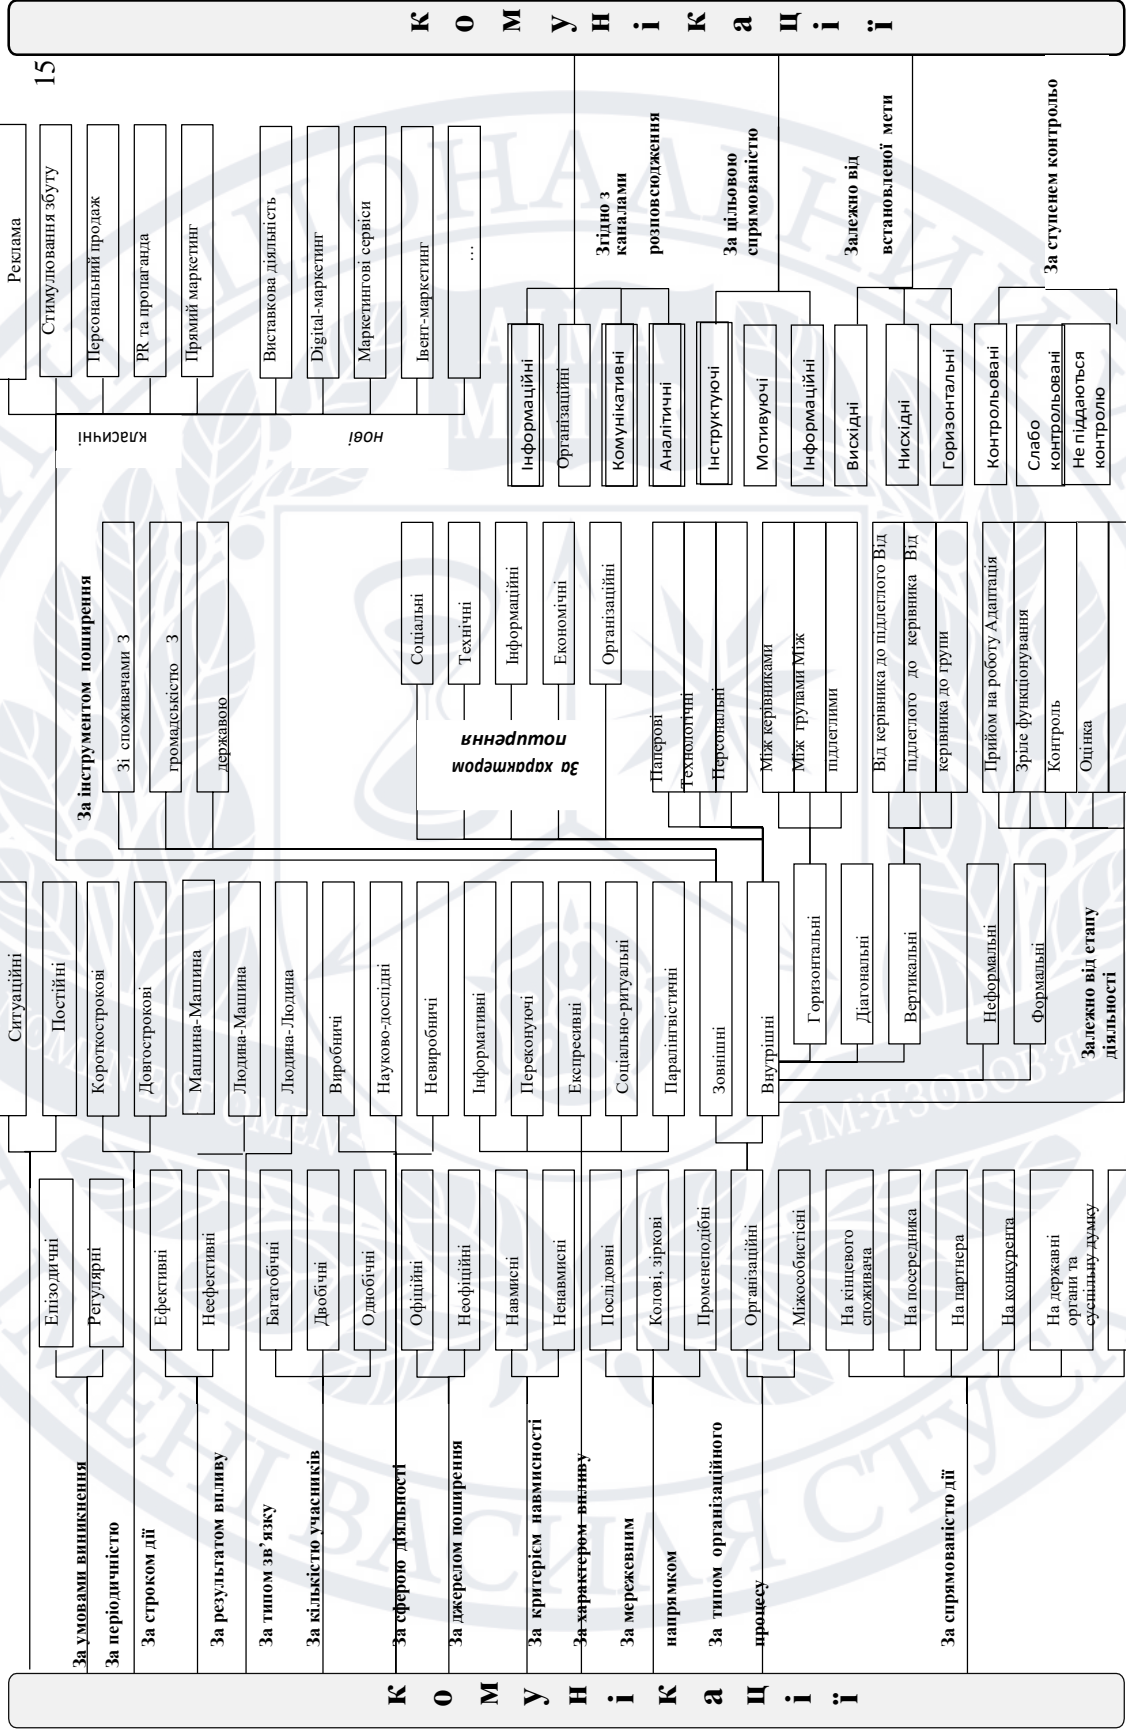 15
комунікації
За умовами виникнення
За періодичністю
За строком дії
За результатом впливу
За типом зв’язку
За кількістю учасників
За сферою діяльності
За джерелом поширення
За критерієм навмисності
За характером впливу
За мережевним
напрямком
За типом організаційного
процесу
За спрямованістю дії
Епізодичні
Регулярні
Ефективні
Неефективні
Багатобічні
Двобічні
Однобічні
Офіційні
Неофіційні
Навмисні
Ненавмисні
Послідовні
Колові, зіркові
Променеподібні
Організаційні
Міжособистісні
На кінцевого
споживача
На посередника
На партнера
На конкурента
На державні
органи та
суспільну думку
Ситуаційні
Постійні
Короткострокові
Довгострокові
Машина-Машина
Людина-Машина
Людина-Людина
Виробничі
Науково-дослідні
Невиробничі
Інформативні
Переконуючі
Експресивні
Соціально-ритуальні
Паралінгвістичні
Зовнішні
Внутрішні
Горизонтальні
Діагональні
Вертикальні
Неформальні
Формальні
Залежно від етапу
діяльності
За інструментом поширення
Зі споживачами З
громадськістю З
державою
За характером
поширення
Соціальні
Технічні
Інформаційні
Економічні
Організаційні
Паперові
Технологічні
Персональні
Між керівниками
Між групами Між
підлеглими
Від керівника до підлеглого Від
підлеглого до керівника Від
керівника до групи
Прийом на роботу Адаптація
Зріле функціонування
Контроль
Оцінка
класичні
нові
Реклама
Стимулювання збуту
Персональний продаж
PR та пропаганда
Прямий маркетинг
Виставкова діяльність
Digital-маркетинг
Маркетингові сервіси
Івент-маркетинг
…
Інформаційні
Організаційні
Комунікативні
Аналітичні
Інструктуючі
Мотивуючі
Інформаційні
Висхідні
Нисхідні
Горизонтальні
Контрольовані
Слабо
контрольовані
Не піддаються
контролю
Згідно з
каналами
розповсюдження
За цільовою
спрямованістю
Залежно від
встановленої мети
За ступенем контрольо
комунікації
ALMA
MATER
ІМЕНІ ВАСИЛЯ СТУСА
ІМ'Я ЗОБОВ'Я